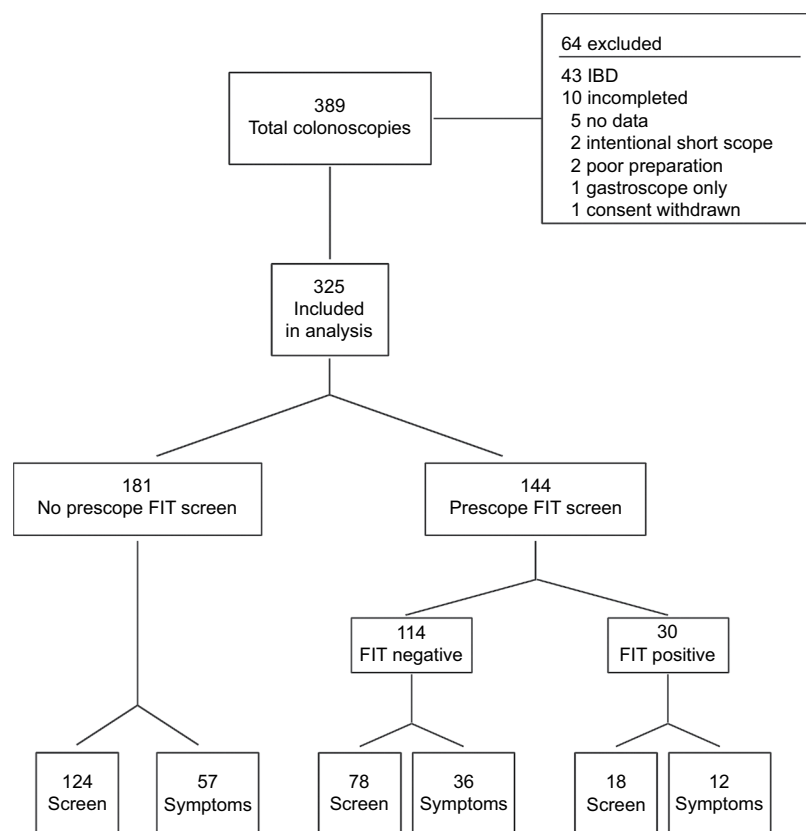 64 excluded
43 IBD
10 incompleted
5 no data
2 intentional short scope
2 poor preparation
1 gastroscope only
1 consent withdrawn
389
Total colonoscopies
325
Included
in analysis
181
No prescope FIT screen
144
Prescope FIT screen
114
FIT negative
30
FIT positive
124
Screen
57
Symptoms
78
Screen
36
Symptoms
18
Screen
12
Symptoms